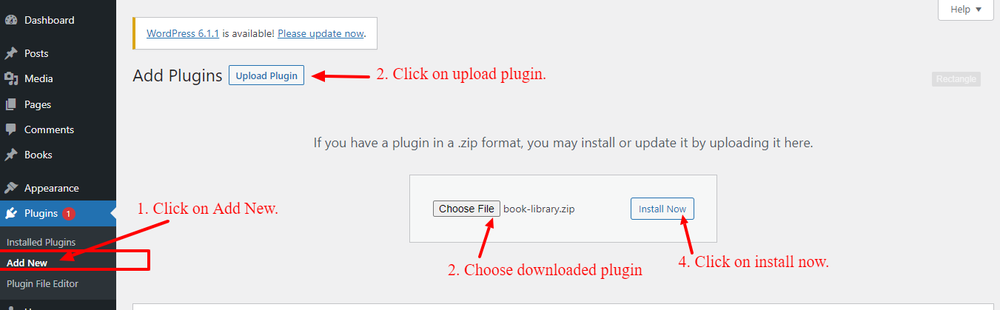 Help
Dashboard
WordPress 6.1.1 is available! Please update now.
Posts
Media
Pages
Comments
Books
Appearance
Plugins 1
Installed Plugins
Add New
Plugin File Editor
Add Plugins
Upload Plugin
2. Click on upload plugin.
Rectangle
If you have a plugin in a .zip format, you may install or update it by uploading it here.
1. Click on Add New.
Choose File book-library.zip
Install Now
2. Choose downloaded plugin
4. Click on install now.